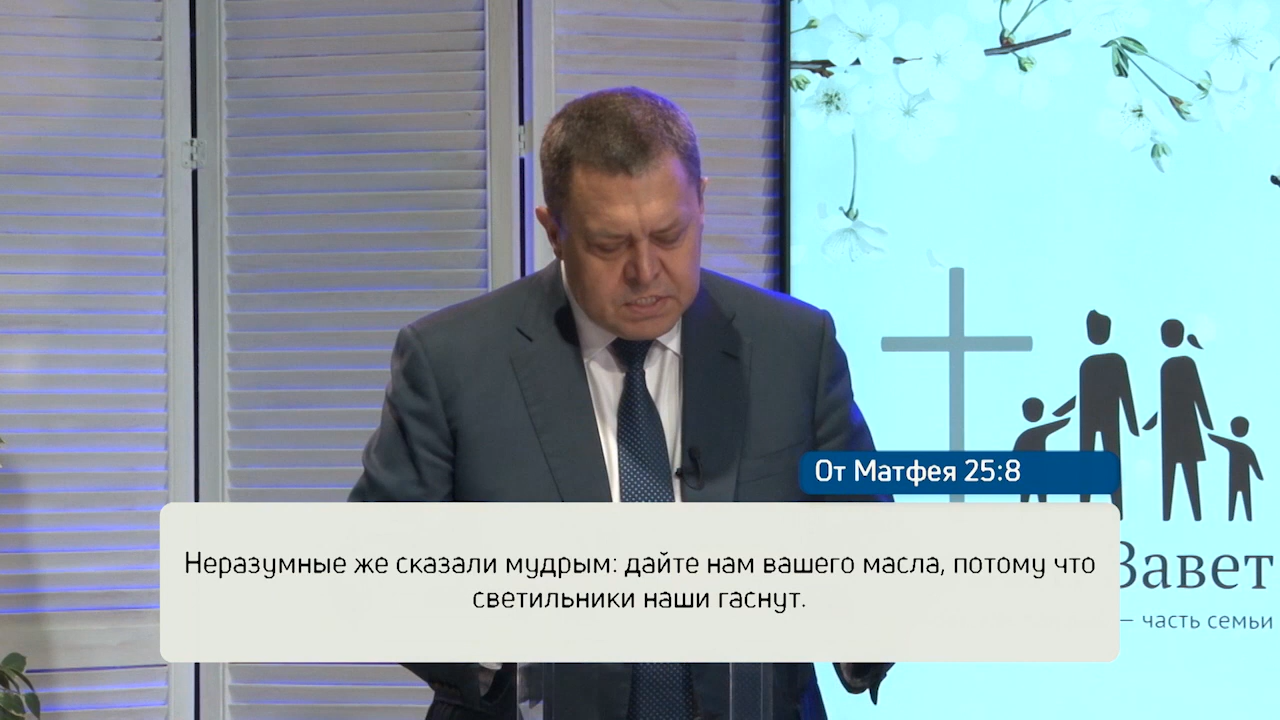 От Матфея 25:8
Неразумные же сказали мудрым: дайте нам вашего масла, потому что
светильники наши гаснут.
Завет
– часть семьи